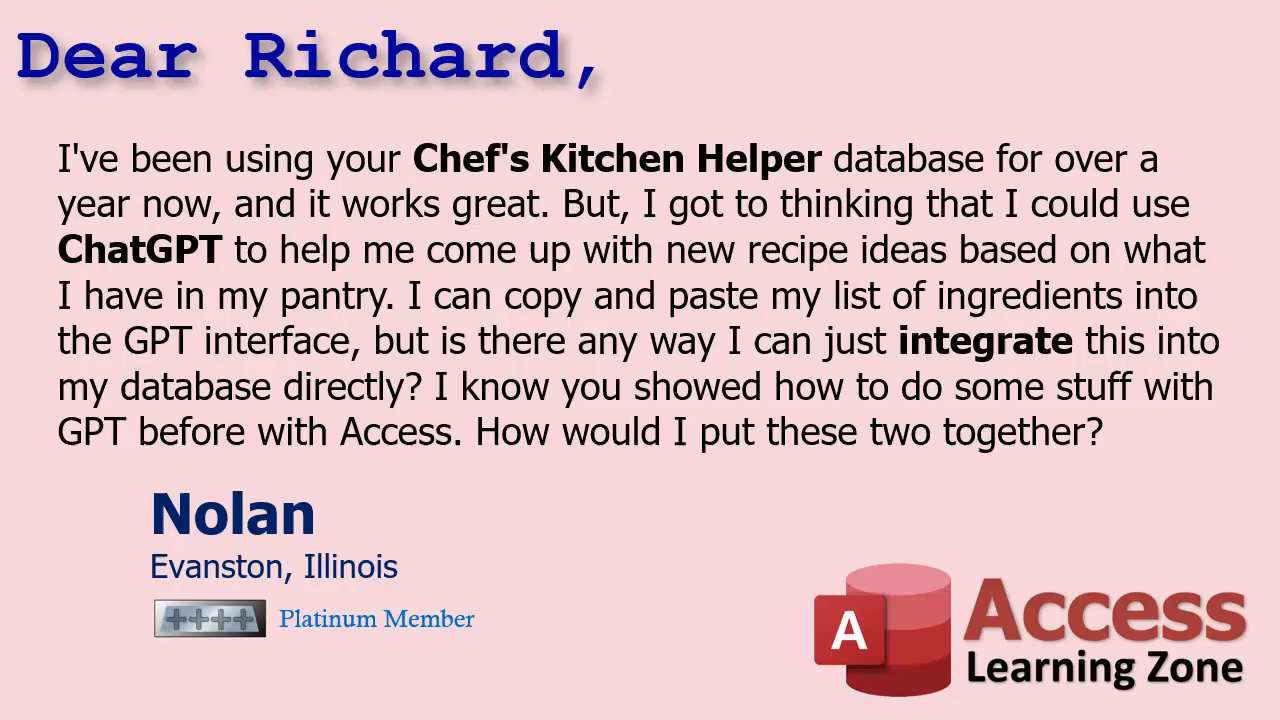 Dear Richard,
I've been using your Chef's Kitchen Helper database for over a
year now, and it works great. But, I got to thinking that I could use
ChatGPT to help me come up with new recipe ideas based on what
I have in my pantry. I can copy and paste my list of ingredients into
the GPT interface, but is there any way I can just integrate this into
my database directly? I know you showed how to do some stuff with
GPT before with Access. How would I put these two together?
Nolan
Evanston, Illinois
++++ Platinum Member
A Access
Learning Zone